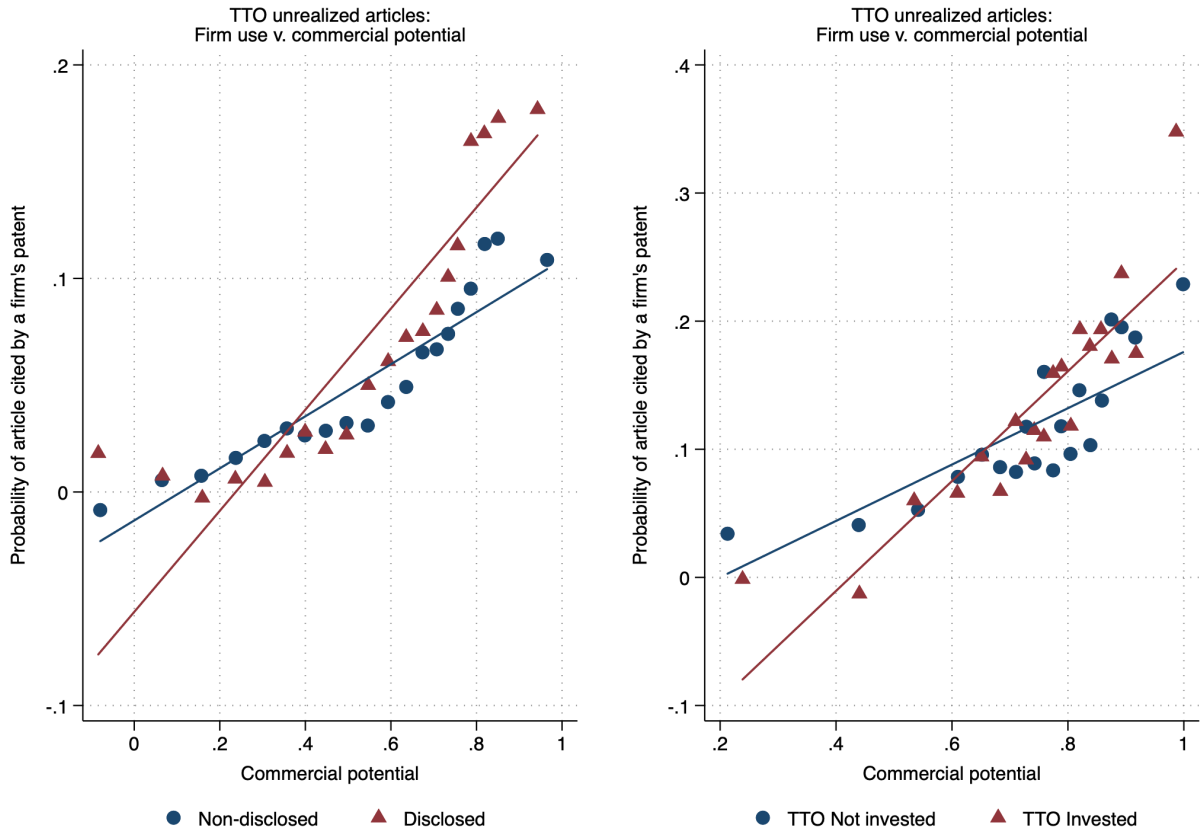 TTO unrealized articles:
Firm use v. commercial potential
Probability of article cited by a firm's patent
.2
.1
0
-.1
0
.2
.4
.6
.8
1
Commercial potential
Non-disclosed
Disclosed
TTO unrealized articles:
Firm use v. commercial potential
Probability of article cited by a firm's patent
.4
.3
.2
.1
0
-.1
.2
.4
.6
.8
1
Commercial potential
TTO Not invested
TTO Invested